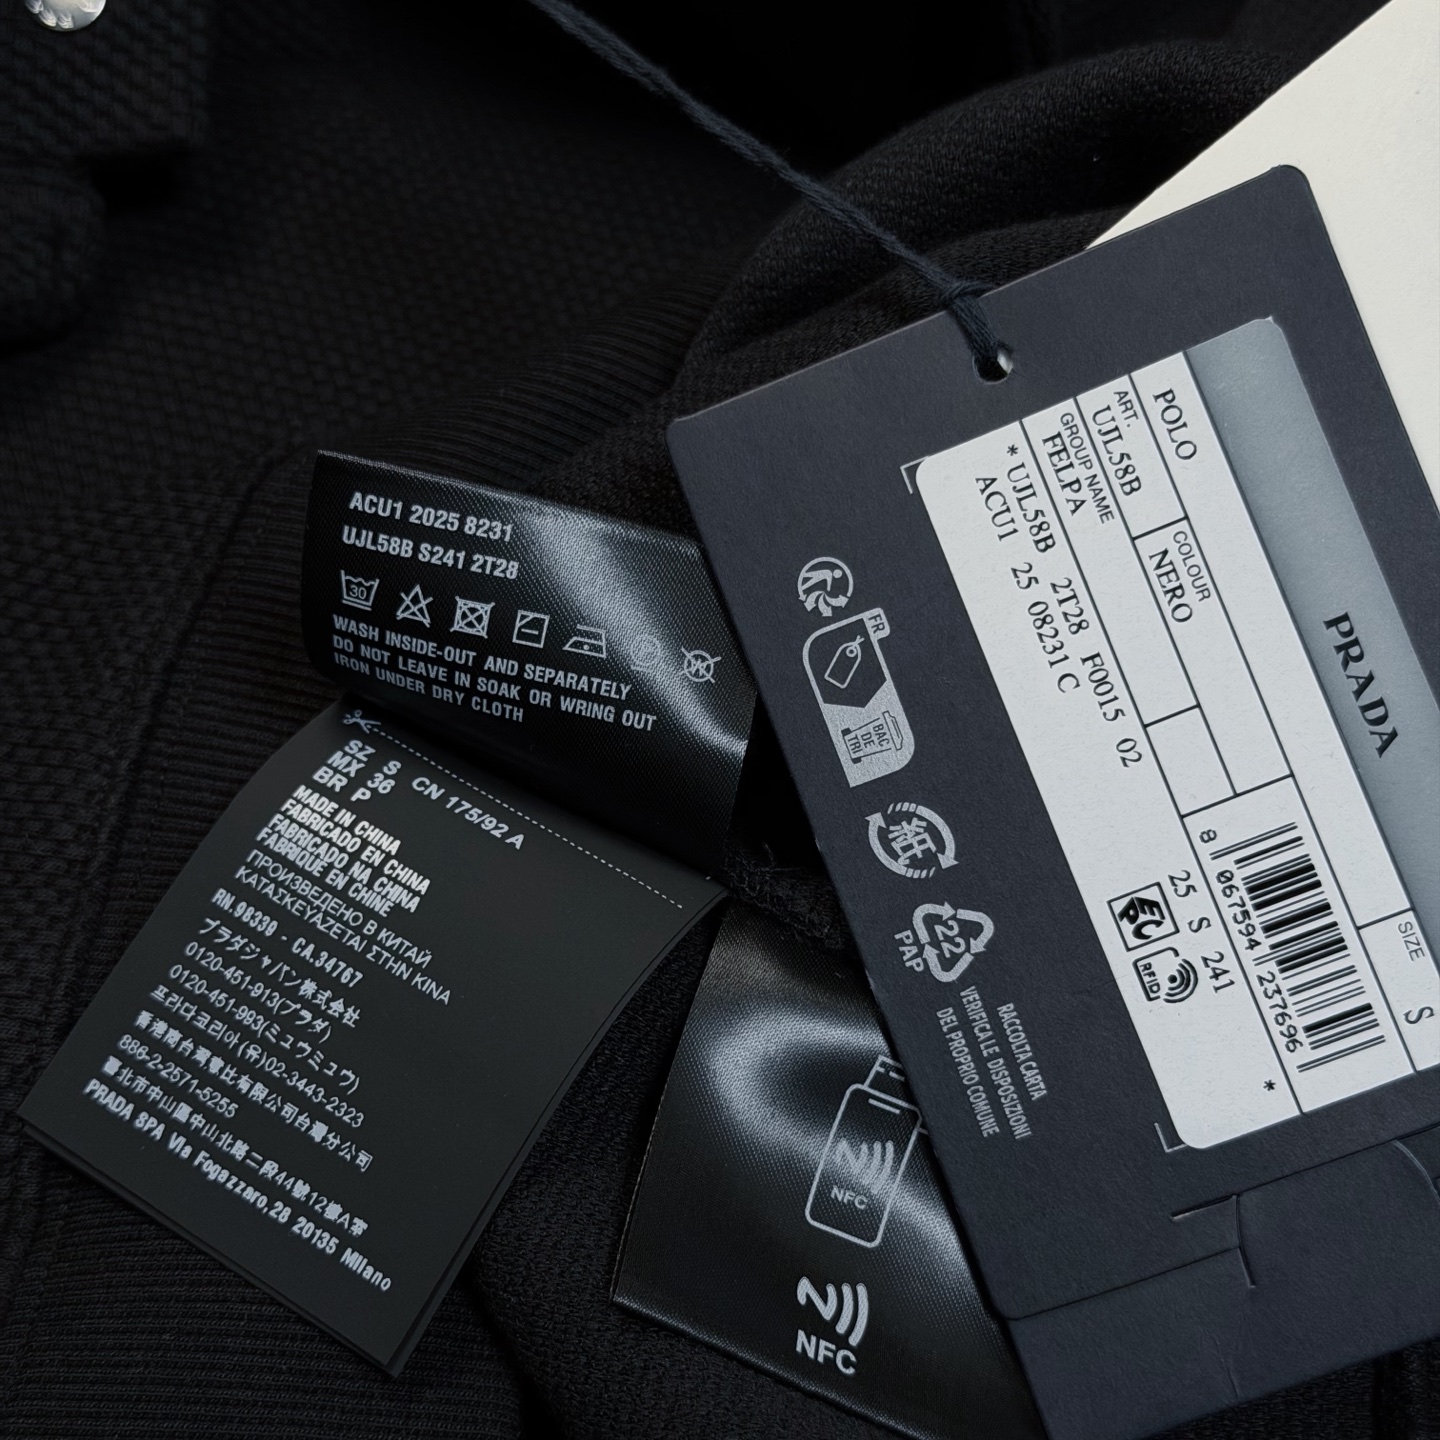 ACU1 2025 8231
UJL58B S241 2T28
30
WASH INSIDE-OUT AND SEPARATELY
DO NOT LEAVE IN SOAK OR WRING OUT
IRON UNDER DRY CLOTH
SZ S CN 175/92 A
MX 36
BR P
MADE IN CHINA
FABRICADO EN CHINA
FABRICADO NA CHINA
FABRIQUE EN CHINE
ПРОИЗВЕДЕНО В КИТАЙ
ΚΑΤΑΣΚΕΥΑΖΕΤΑΙ ΣΤΗΝ ΚΙΝΑ
RN.98339 - CA.34767
プラダジャパン株式会社
0120-451-913(プラダ)
0120-451-993(ミュウミュウ)
프라다코리아(유)02-3443-2323
香港商台灣普比有限公司台灣分公司
886-2-2571-5255
臺北市中山區中山北路二段44號12樓A室
PRADA SPA Via Fogazzaro,28 20135 Milano
NFC
NFC
PRADA
POLO
ART.
UJL58B
COLOUR
NERO
GROUP NAME
FELPA
*UJL58B 2T28 F0015 02
ACU1 25 08231 C
SIZE
S
8 067594 237696
25 S 241
EPC
RFID
*
FR
BAC
DE
TRI
紙
22
PAP
RACCOLTA CARTA
VERIFICA LE DISPOSIZIONI
DEL PROPRIO COMUNE